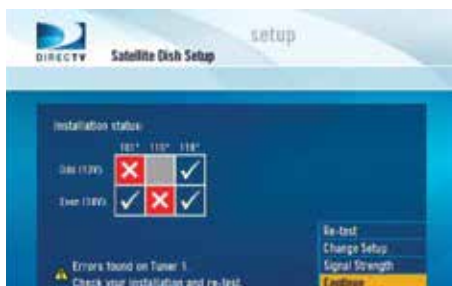 setup
DIRECTV
Satellite Dish Setup
Installation status:
101° 110° 119°
Odd (13V)
Even (18V)
Re-test
Change Setup
Errors found on Tuner 1.
Signal Strength
Check your installation and re-test.
Continue